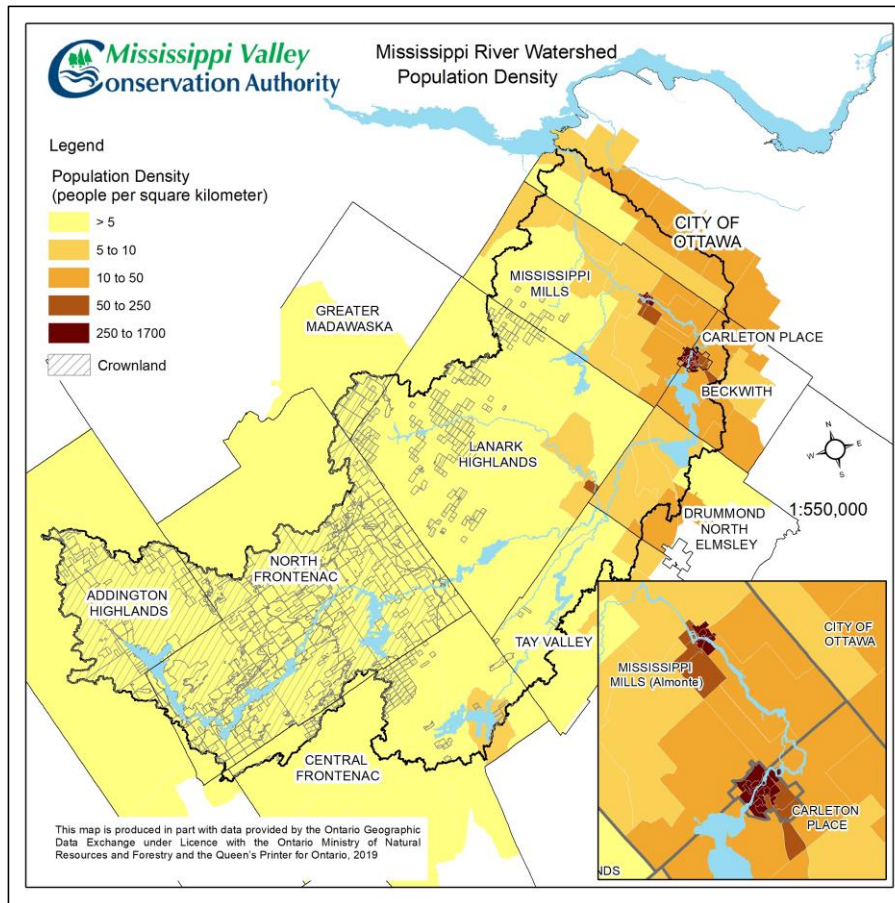 Mississippi Valley
Conservation Authority
Mississippi River Watershed
Population Density
Legend
Population Density
(people per square kilometer)
> 5
5 to 10
10 to 50
50 to 250
250 to 1700
Crownland
CITY OF
OTTAWA
MISSISSIPPI
MILLS
GREATER
MADAWASKA
CARLETON PLACE
BECKWITH
LANARK
HIGHLANDS
N
W
E
S
1:550,000
DRUMMOND
NORTH
ELMSLEY
NORTH
FRONTENAC
ADDINGTON
HIGHLANDS
TAY VALLEY
CENTRAL
FRONTENAC
CITY OF
OTTAWA
MISSISSIPPI
MILLS (Almonte)
CARLETON
PLACE
NDS
This map is produced in part with data provided by the Ontario Geographic
Data Exchange under Licence with the Ontario Ministry of Natural
Resources and Forestry and the Queen's Printer for Ontario, 2019